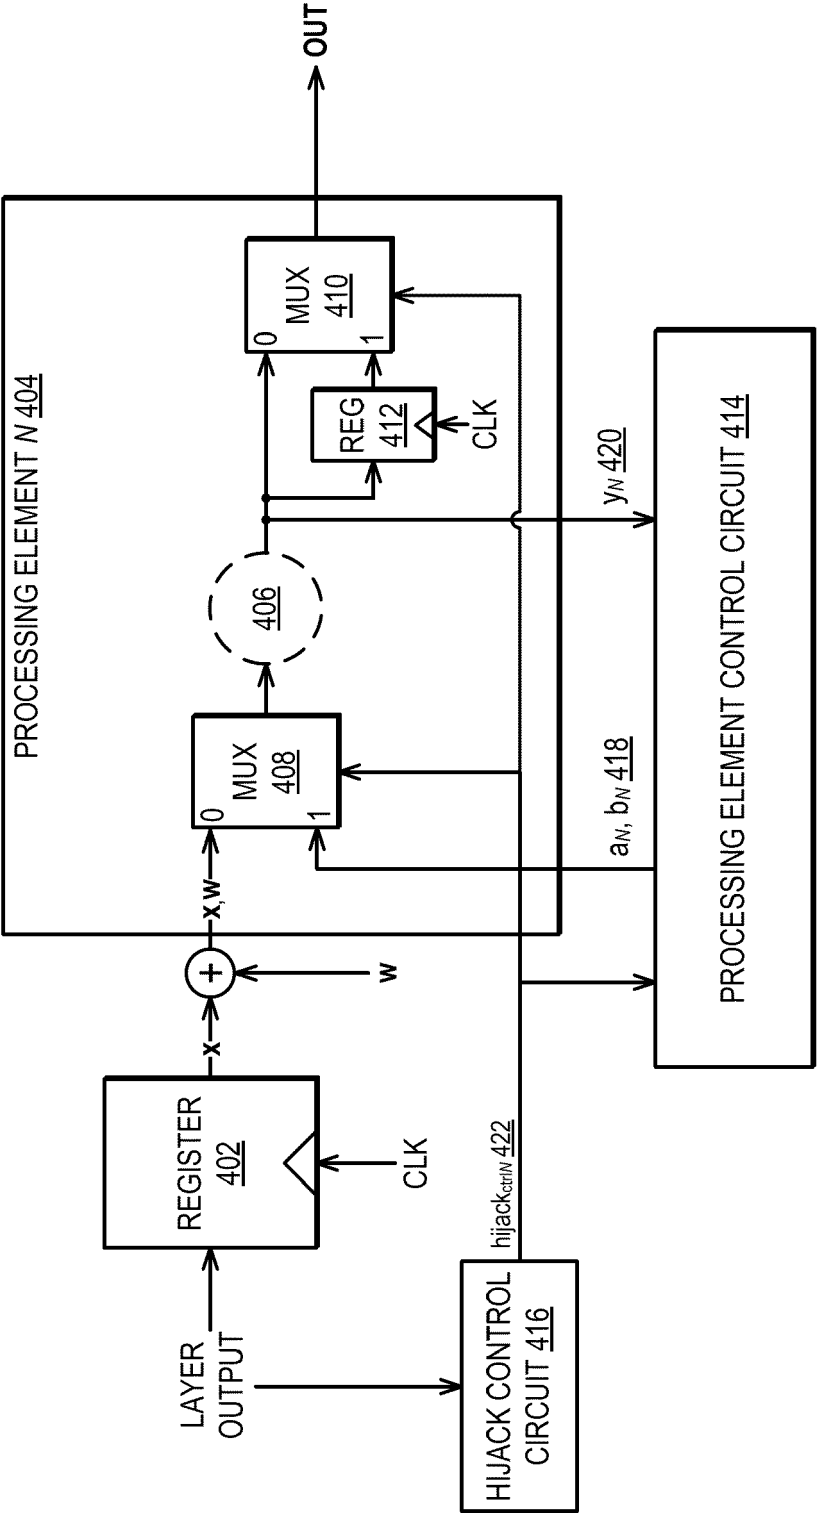 LAYER
OUTPUT
REGISTER
402
CLK
x
+
w
x,w
HIJACK CONTROL
CIRCUIT 416
hijackctrlN 422
PROCESSING ELEMENT N 404
0
MUX
408
1
406
REG
412
CLK
0
MUX
410
1
OUT
aN, bN 418
yN 420
PROCESSING ELEMENT CONTROL CIRCUIT 414